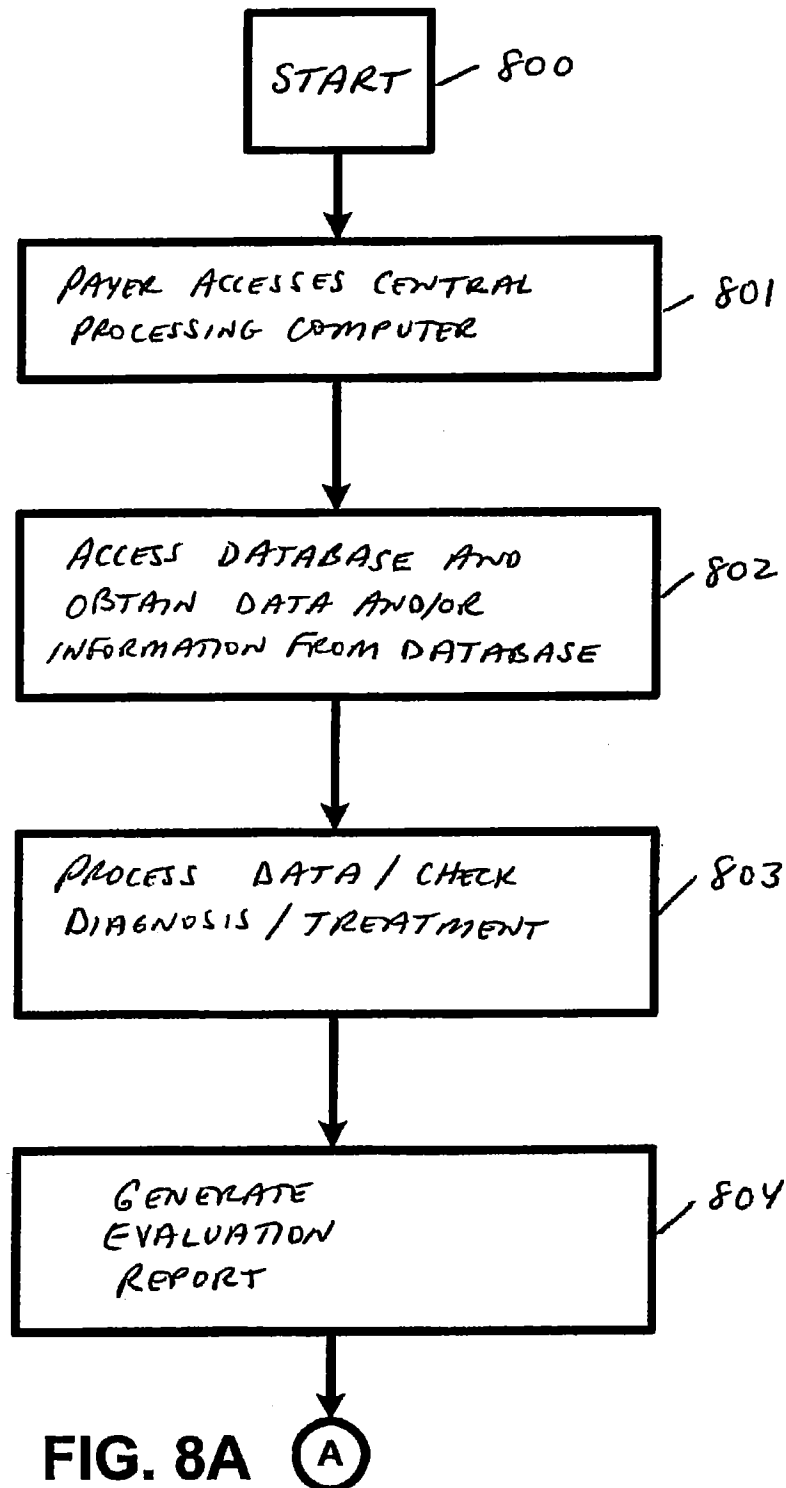 START 800
PAYER ACCESSES CENTRAL
PROCESSING COMPUTER
801
ACCESS DATABASE AND
OBTAIN DATA AND/OR
INFORMATION FROM DATABASE
802
PROCESS DATA / CHECK
DIAGNOSIS / TREATMENT
803
GENERATE
EVALUATION
REPORT
804
FIG. 8A A